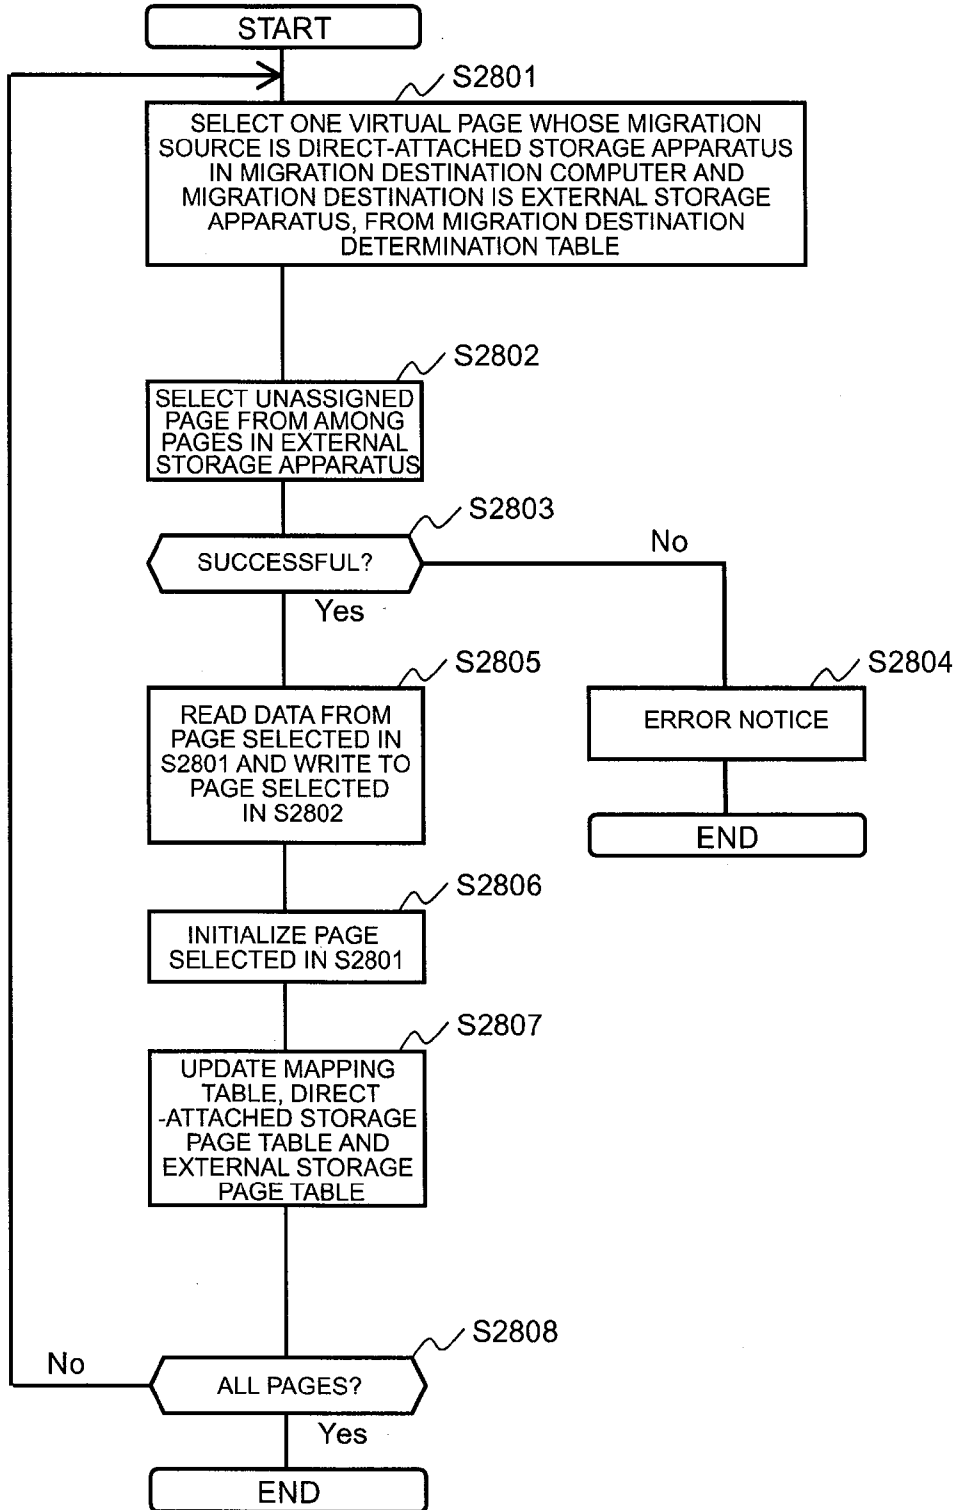 START
S2801
SELECT ONE VIRTUAL PAGE WHOSE MIGRATION
SOURCE IS DIRECT-ATTACHED STORAGE APPARATUS
IN MIGRATION DESTINATION COMPUTER AND
MIGRATION DESTINATION IS EXTERNAL STORAGE
APPARATUS, FROM MIGRATION DESTINATION
DETERMINATION TABLE
S2802
SELECT UNASSIGNED
PAGE FROM AMONG
PAGES IN EXTERNAL
STORAGE APPARATUS
S2803
SUCCESSFUL?
No
Yes
S2805
READ DATA FROM
PAGE SELECTED IN
S2801 AND WRITE TO
PAGE SELECTED
IN S2802
S2804
ERROR NOTICE
END
S2806
INITIALIZE PAGE
SELECTED IN S2801
S2807
UPDATE MAPPING
TABLE, DIRECT
-ATTACHED STORAGE
PAGE TABLE AND
EXTERNAL STORAGE
PAGE TABLE
S2808
No
ALL PAGES?
Yes
END